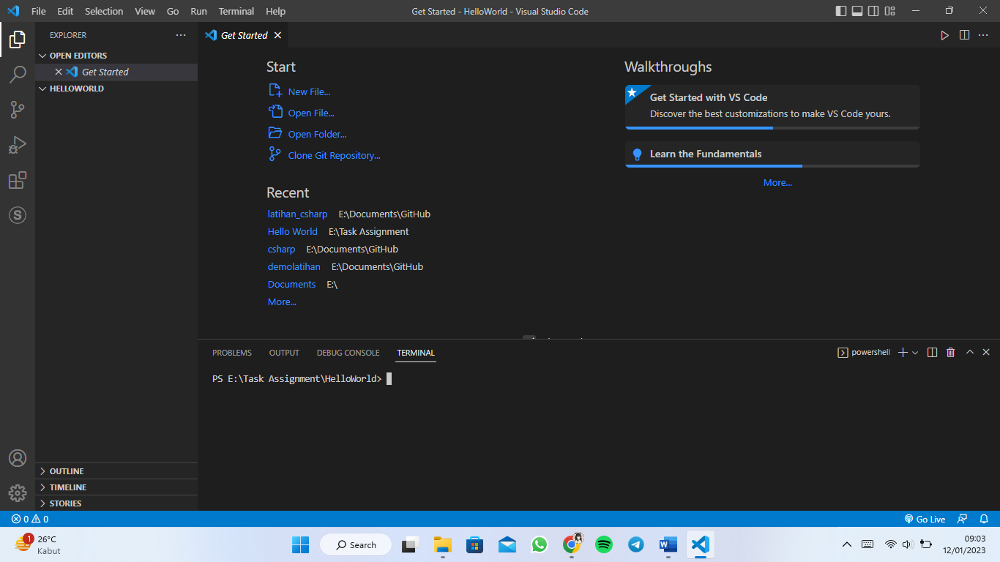 File Edit Selection View Go Run Terminal Help
Get Started - HelloWorld - Visual Studio Code
EXPLORER
OPEN EDITORS
Get Started
HELLOWORLD
OUTLINE
TIMELINE
STORIES
Get Started
Start
New File...
Open File...
Open Folder...
Clone Git Repository...
Recent
latihan_csharp E:\Documents\GitHub
Hello World E:\Task Assignment
csharp E:\Documents\GitHub
demolatihan E:\Documents\GitHub
Documents E:\
More...
Walkthroughs
Get Started with VS Code
Discover the best customizations to make VS Code yours.
Learn the Fundamentals
More...
PROBLEMS OUTPUT DEBUG CONSOLE TERMINAL
powershell
PS E:\Task Assignment\HelloWorld>
0 0
Go Live
1
26°C
Kabut
Search
09:03
12/01/2023